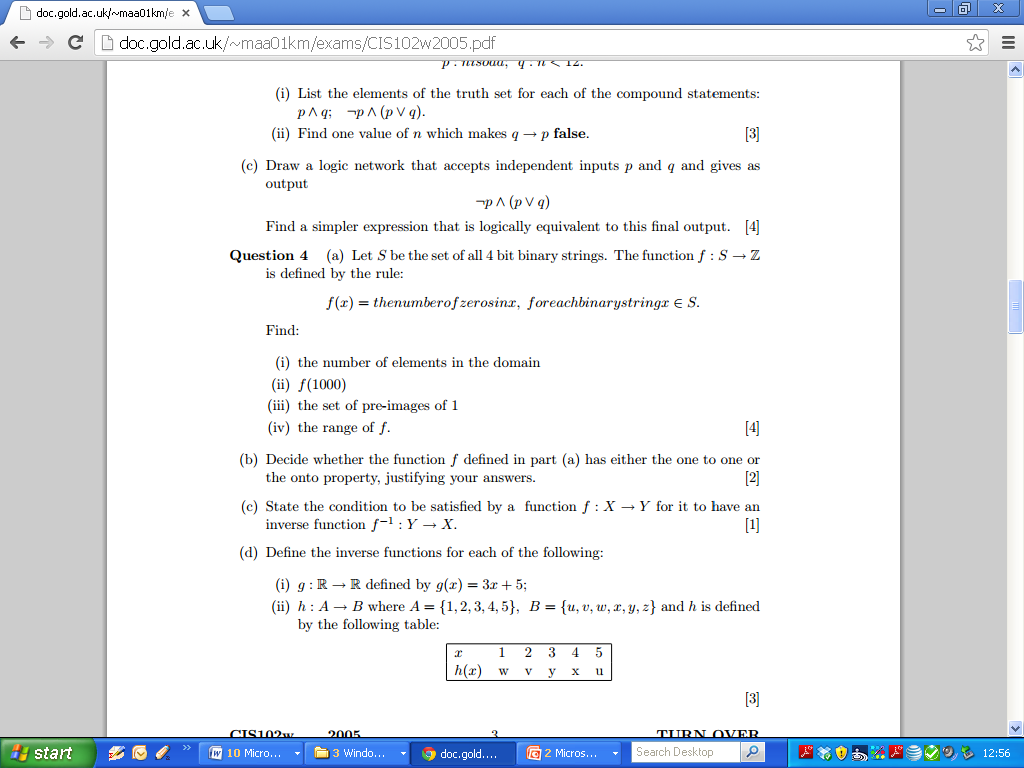 doc.gold.ac.uk/~maa01km/e
doc.gold.ac.uk/~maa01km/exams/CIS102w2005.pdf
p : nisodd, q : n < 12.
(i) List the elements of the truth set for each of the compound statements:
p ∧ q; ¬p ∧ (p ∨ q).
(ii) Find one value of n which makes q → p false. [3]
(c) Draw a logic network that accepts independent inputs p and q and gives as
output
¬p ∧ (p ∨ q)
Find a simpler expression that is logically equivalent to this final output. [4]
Question 4 (a) Let S be the set of all 4 bit binary strings. The function f : S → ℤ
is defined by the rule:
f(x) = thenumberofzerosinx, foreachbinarystringx ∈ S.
Find:
(i) the number of elements in the domain
(ii) f(1000)
(iii) the set of pre-images of 1
(iv) the range of f. [4]
(b) Decide whether the function f defined in part (a) has either the one to one or
the onto property, justifying your answers. [2]
(c) State the condition to be satisfied by a function f : X → Y for it to have an
inverse function f⁻¹ : Y → X. [1]
(d) Define the inverse functions for each of the following:
(i) g : ℝ → ℝ defined by g(x) = 3x + 5;
(ii) h : A → B where A = {1, 2, 3, 4, 5}, B = {u, v, w, x, y, z} and h is defined
by the following table:
x 1 2 3 4 5
h(x) w v y x u
[3]
CIS102w 2005 3 TURN OVER
start 10 Micro... 3 Windo... doc.gold.... 2 Micros... Search Desktop 12:56